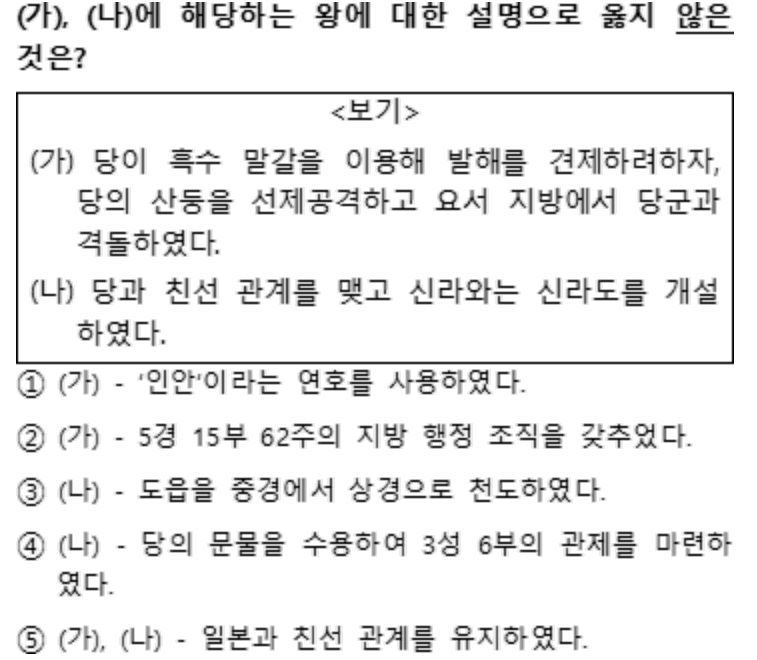 (가), (나)에 해당하는 왕에 대한 설명으로 옳지 않은
것은?
<보기>
(가) 당이 흑수 말갈을 이용해 발해를 견제하려하자,
당의 산둥을 선제공격하고 요서 지방에서 당군과
격돌하였다.
(나) 당과 친선 관계를 맺고 신라와는 신라도를 개설
하였다.
① (가) - '인안'이라는 연호를 사용하였다.
② (가) - 5경 15부 62주의 지방 행정 조직을 갖추었다.
③ (나) - 도읍을 중경에서 상경으로 천도하였다.
④ (나) - 당의 문물을 수용하여 3성 6부의 관제를 마련하
였다.
⑤ (가), (나) - 일본과 친선 관계를 유지하였다.